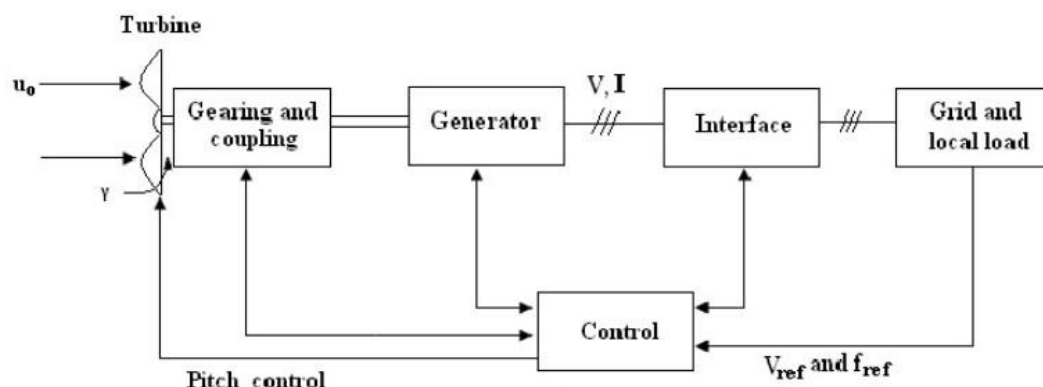 Turbine
u₀
Gearing and
coupling
Generator
V, I
Interface
Grid and
local load
γ
Control
V_ref and f_ref
Pitch control